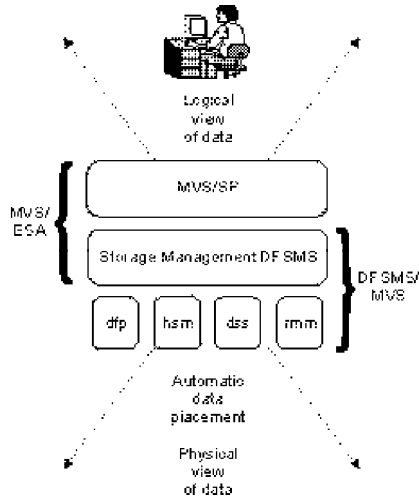 Logical
view
of data
MVS/SP
MVS/
ESA
Storage Management DFSMS
DFSMS/
MVS
dfp
hsm
dss
rmm
Automatic
data
placement
Physical
view
of data